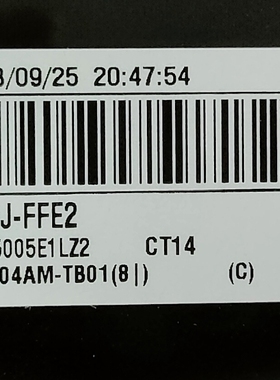 3/09/25 20:47:54
J-FFE2
5005E1LZ2 CT14
04AM-TB01(8|) (C)